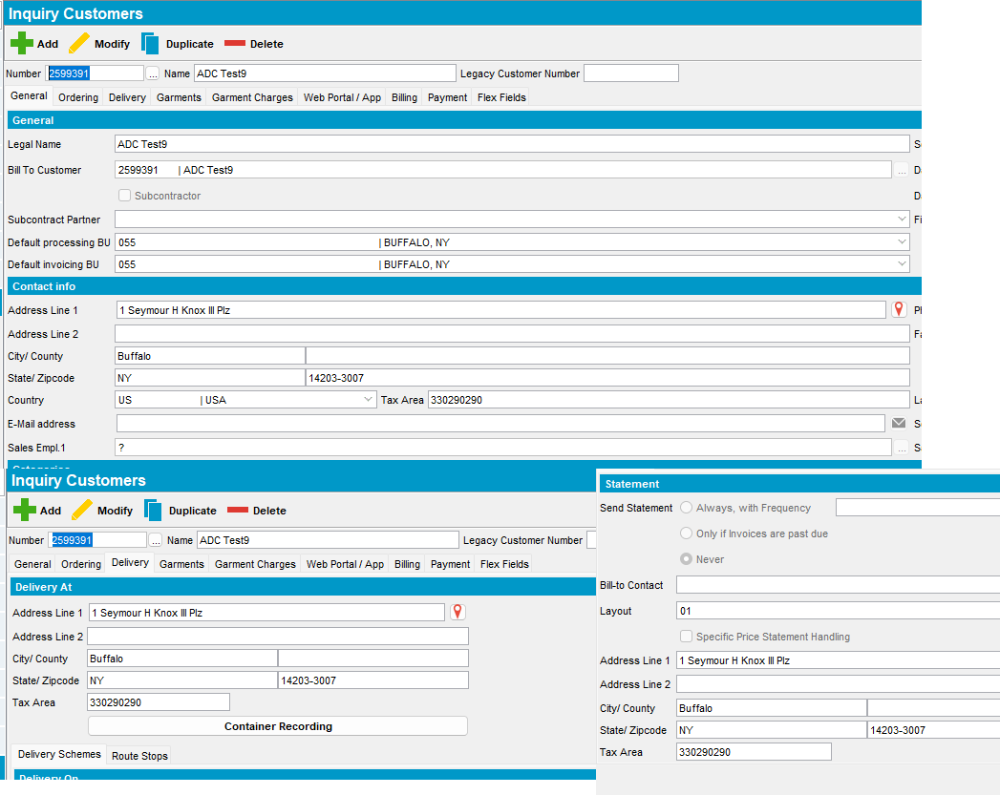 Inquiry Customers
Add Modify Duplicate Delete
Number 2599391 ... Name ADC Test9 Legacy Customer Number
General Ordering Delivery Garments Garment Charges Web Portal / App Billing Payment Flex Fields
General
Legal Name ADC Test9
Bill To Customer 2599391 | ADC Test9 ...
Subcontractor
Subcontract Partner
Default processing BU 055 | BUFFALO, NY
Default invoicing BU 055 | BUFFALO, NY
Contact info
Address Line 1 1 Seymour H Knox III Plz
Address Line 2
City/ County Buffalo
State/ Zipcode NY 14203-3007
Country US | USA Tax Area 330290290
E-Mail address
Sales Empl.1 ? ...
Categories
Inquiry Customers
Add Modify Duplicate Delete
Number 2599391 ... Name ADC Test9 Legacy Customer Number
General Ordering Delivery Garments Garment Charges Web Portal / App Billing Payment Flex Fields
Delivery At
Address Line 1 1 Seymour H Knox III Plz
Address Line 2
City/ County Buffalo
State/ Zipcode NY 14203-3007
Tax Area 330290290
Container Recording
Delivery Schemes Route Stops
Delivery On
Statement
Send Statement Always, with Frequency
Only if Invoices are past due
Never
Bill-to Contact
Layout 01
Specific Price Statement Handling
Address Line 1 1 Seymour H Knox III Plz
Address Line 2
City/ County Buffalo
State/ Zipcode NY 14203-3007
Tax Area 330290290